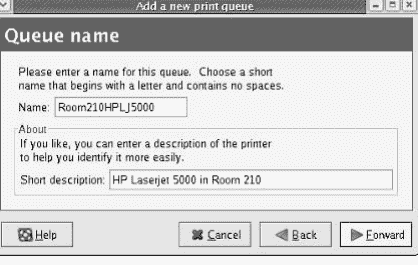 Add a new print queue
Queue name
Please enter a name for this queue. Choose a short
name that begins with a letter and contains no spaces.
Name: Room210HPLJ5000
About
If you like, you can enter a description of the printer
to help you identify it more easily.
Short description: HP Laserjet 5000 in Room 210
Help Cancel Back Forward